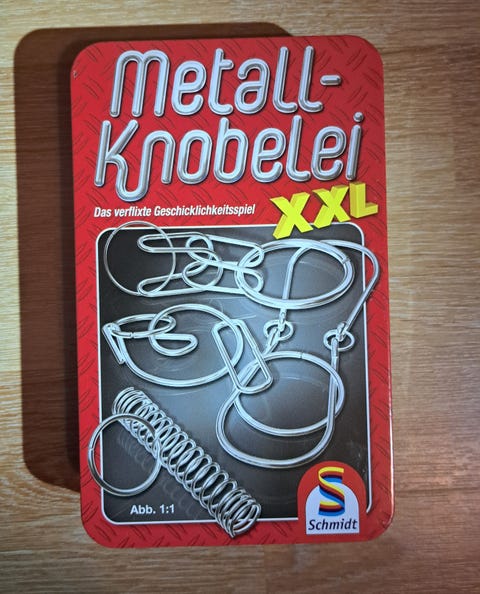 Metall-
Knobelei
XXL
Das verflixte Geschicklichkeitsspiel
Abb. 1:1
S
Schmidt